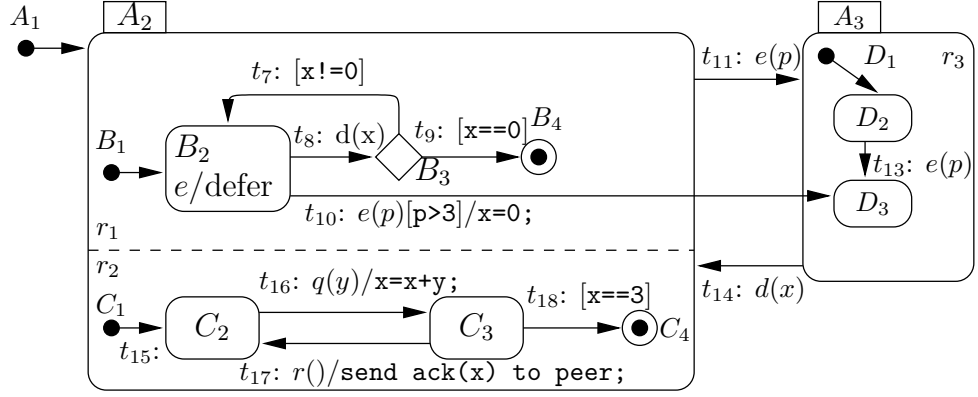 A1
A2
A3
t11: e(p)
D1
r3
t7: [x!=0]
D2
B1
B2
e/defer
t8: d(x)
t9: [x==0]
B4
B3
t13: e(p)
D3
t10: e(p)[p>3]/x=0;
r1
r2
t14: d(x)
C1
t16: q(y)/x=x+y;
t18: [x==3]
C2
C3
C4
t15:
t17: r()/send ack(x) to peer;